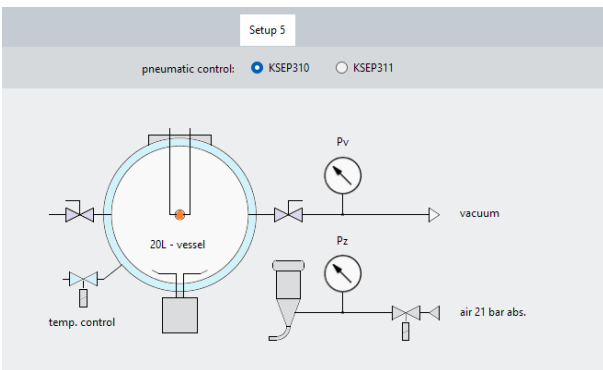 Setup 5
pneumatic control: KSEP310 KSEP311
Pv
vacuum
20L - vessel
Pz
temp. control
air 21 bar abs.